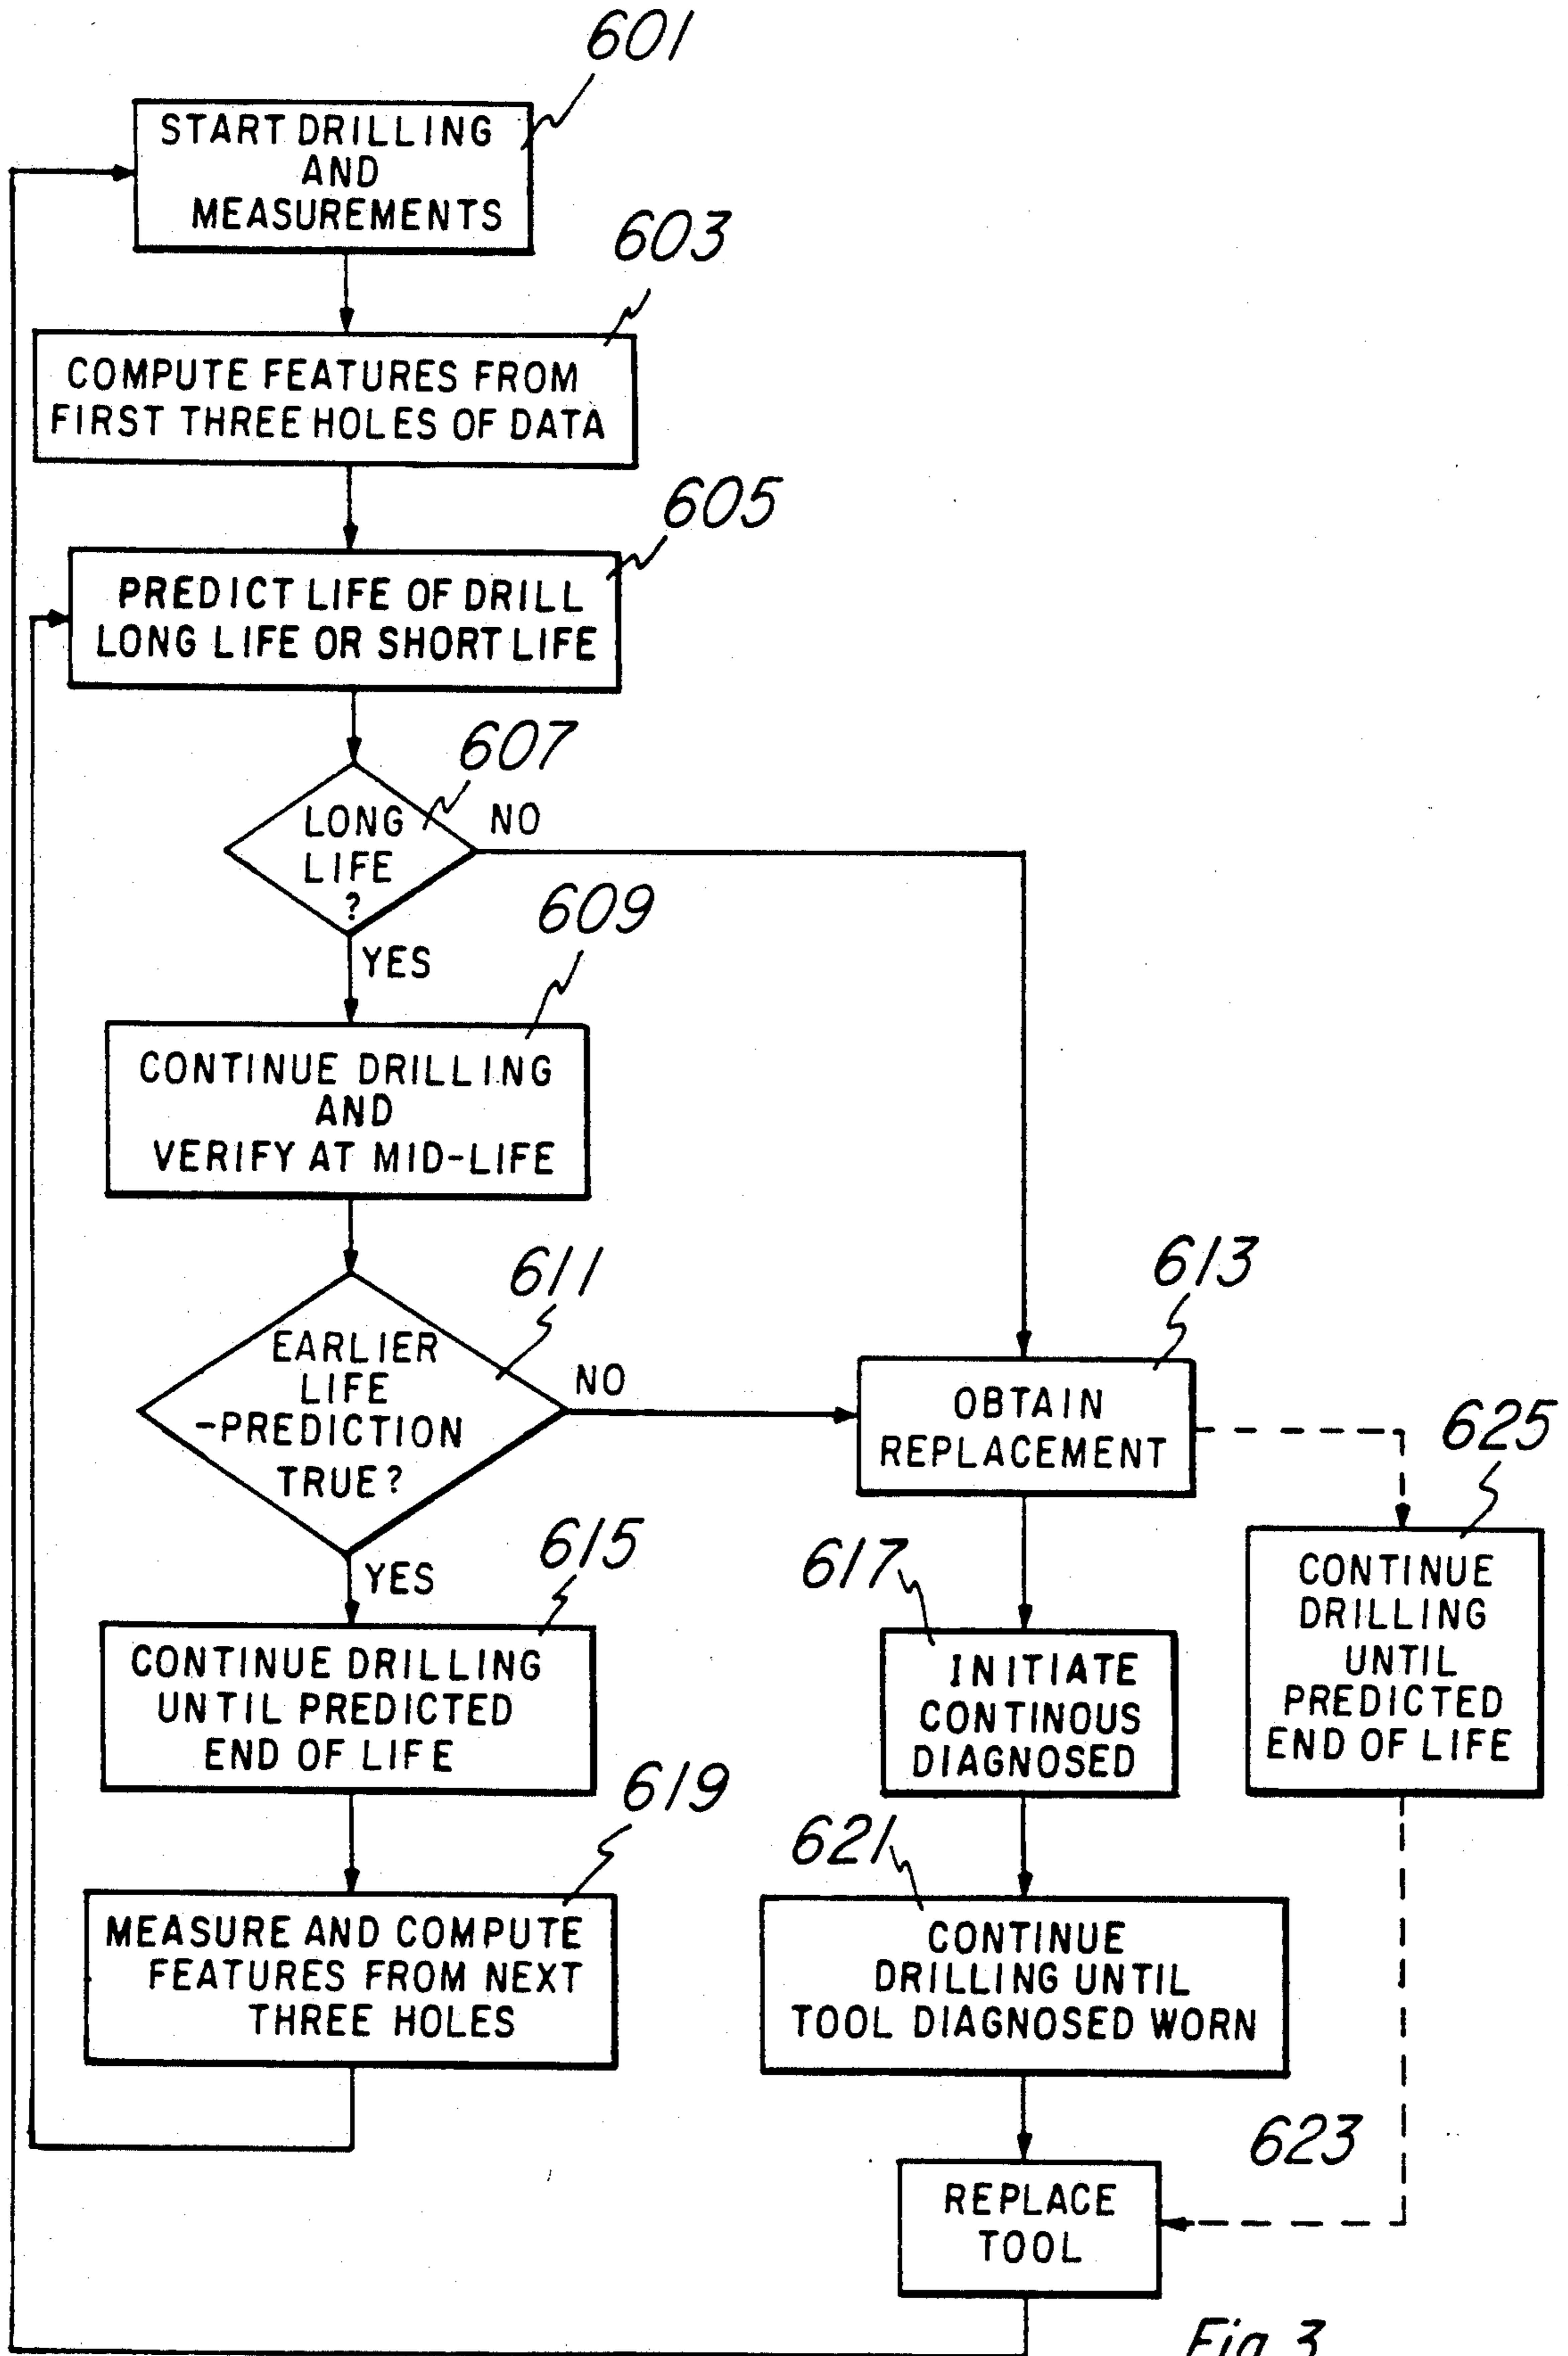 601
START DRILLING
AND
MEASUREMENTS
603
COMPUTE FEATURES FROM
FIRST THREE HOLES OF DATA
605
PREDICT LIFE OF DRILL
LONG LIFE OR SHORT LIFE
607
LONG
LIFE
?
NO
YES
609
CONTINUE DRILLING
AND
VERIFY AT MID-LIFE
611
EARLIER
LIFE
-PREDICTION
TRUE?
NO
YES
613
OBTAIN
REPLACEMENT
625
CONTINUE
DRILLING
UNTIL
PREDICTED
END OF LIFE
615
CONTINUE DRILLING
UNTIL PREDICTED
END OF LIFE
617
INITIATE
CONTINOUS
DIAGNOSED
619
MEASURE AND COMPUTE
FEATURES FROM NEXT
THREE HOLES
621
CONTINUE
DRILLING UNTIL
TOOL DIAGNOSED WORN
623
REPLACE
TOOL
Fig. 3